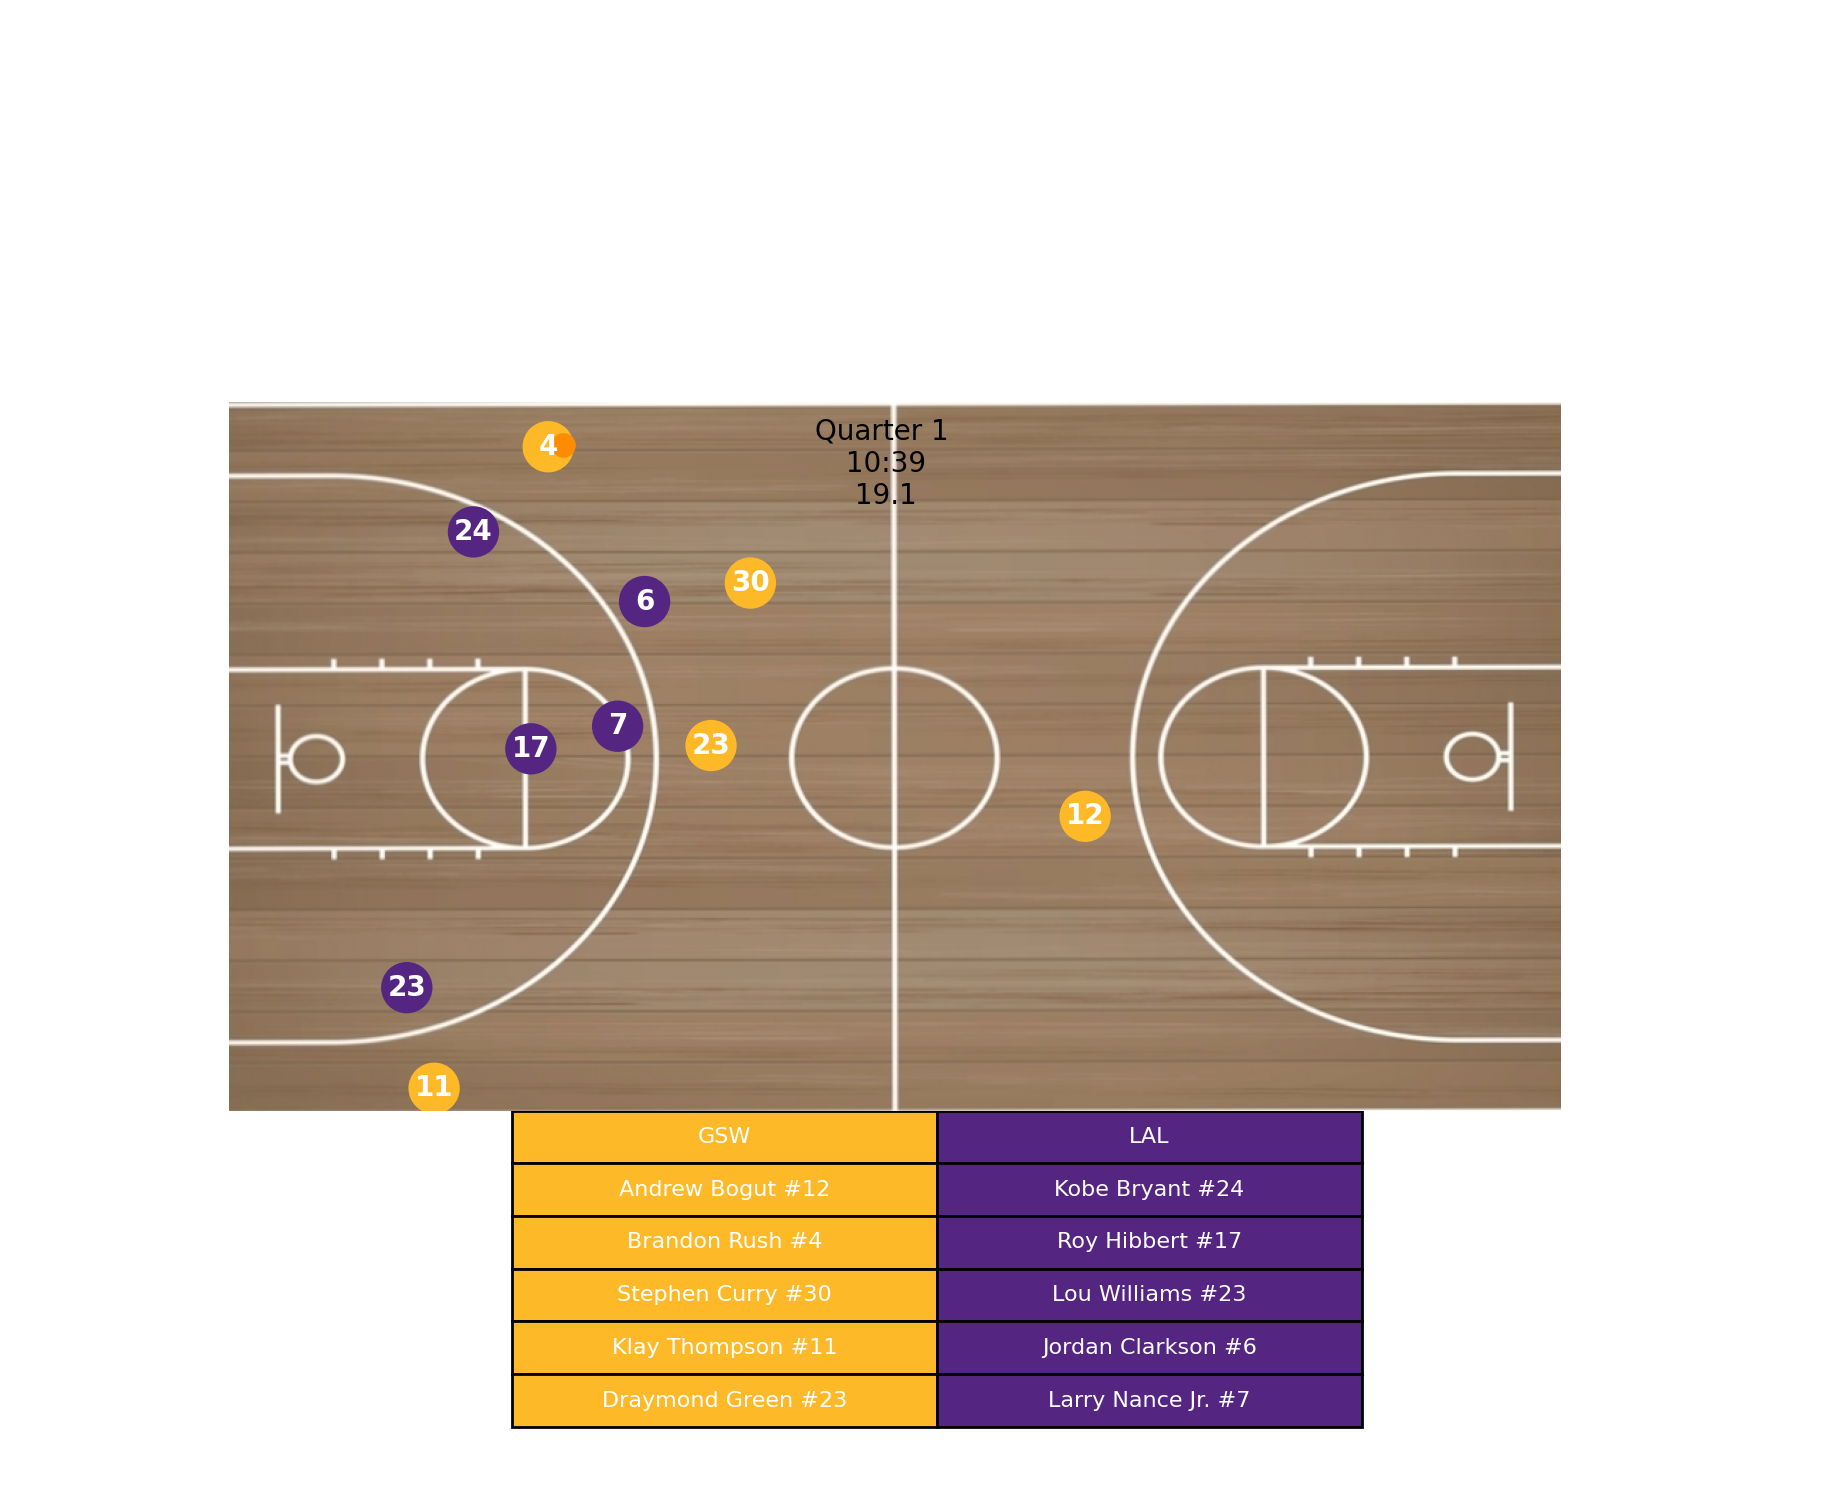 Quarter 1
10:39
19.1
4
24
30
6
7
17
23
12
23
11
GSW LAL
Andrew Bogut #12 Kobe Bryant #24
Brandon Rush #4 Roy Hibbert #17
Stephen Curry #30 Lou Williams #23
Klay Thompson #11 Jordan Clarkson #6
Draymond Green #23 Larry Nance Jr. #7